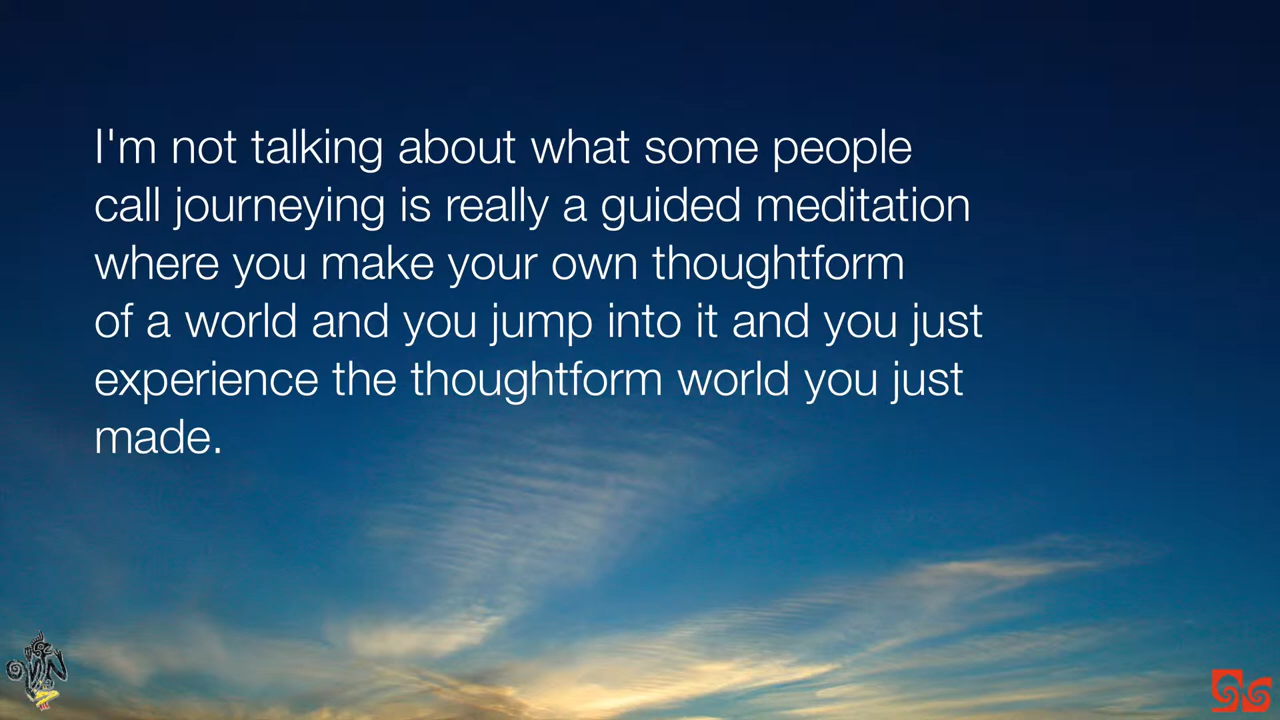 I'm not talking about what some people
call journeying is really a guided meditation
where you make your own thoughtform
of a world and you jump into it and you just
experience the thoughtform world you just
made.